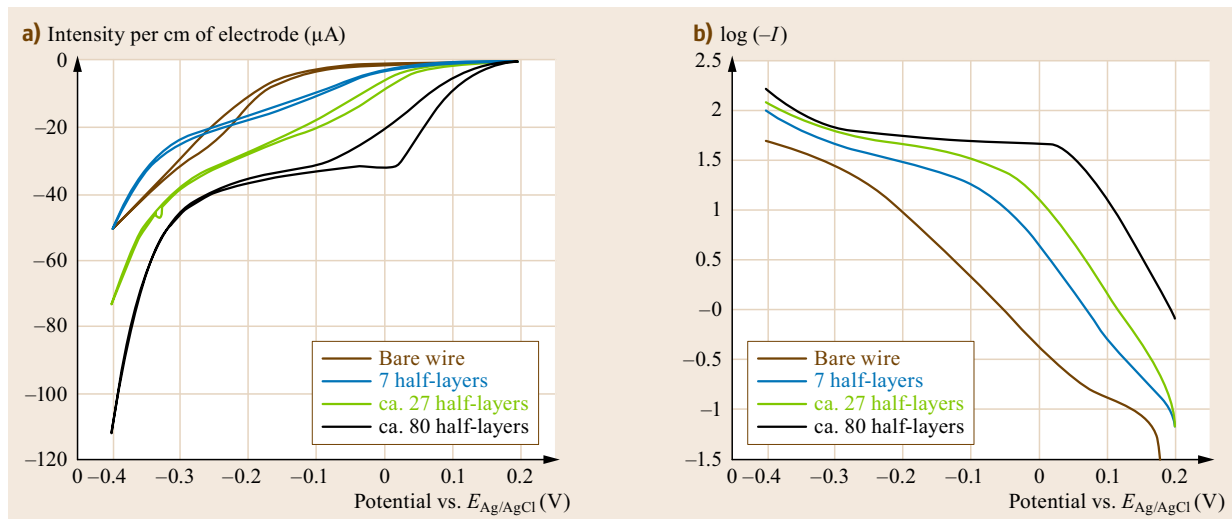 a) Intensity per cm of electrode (μA)
0
–20
–40
–60
–80
–100
–120
0 –0.4 –0.3 –0.2 –0.1 0 0.1 0.2
Potential vs. E Ag/AgCl (V)
Bare wire
7 half-layers
ca. 27 half-layers
ca. 80 half-layers
b) log (–I)
2.5
2
1.5
1
0.5
–0
–0.5
–1
–1.5
0 –0.4 –0.3 –0.2 –0.1 0 0.1 0.2
Potential vs. E Ag/AgCl (V)
Bare wire
7 half-layers
ca. 27 half-layers
ca. 80 half-layers